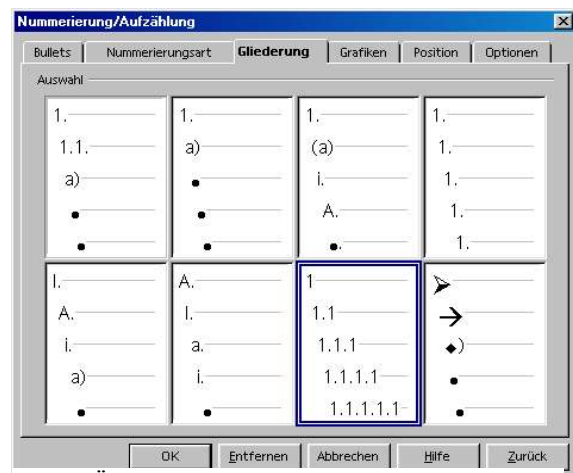 Nummerierung/Aufzählung
Bullets Nummerierungsart Gliederung Grafiken Position Optionen
Auswahl
1. 1. 1. 1.
1.1. a) (a) 1.
a) • i. 1.
• • A. 1.
• • •. 1.
I. A. 1 ➢
A. I. 1.1 →
i. a. 1.1.1 ◆)
a) i. 1.1.1.1 •
• • 1.1.1.1.1 •
OK Entfernen Abbrechen Hilfe Zurück